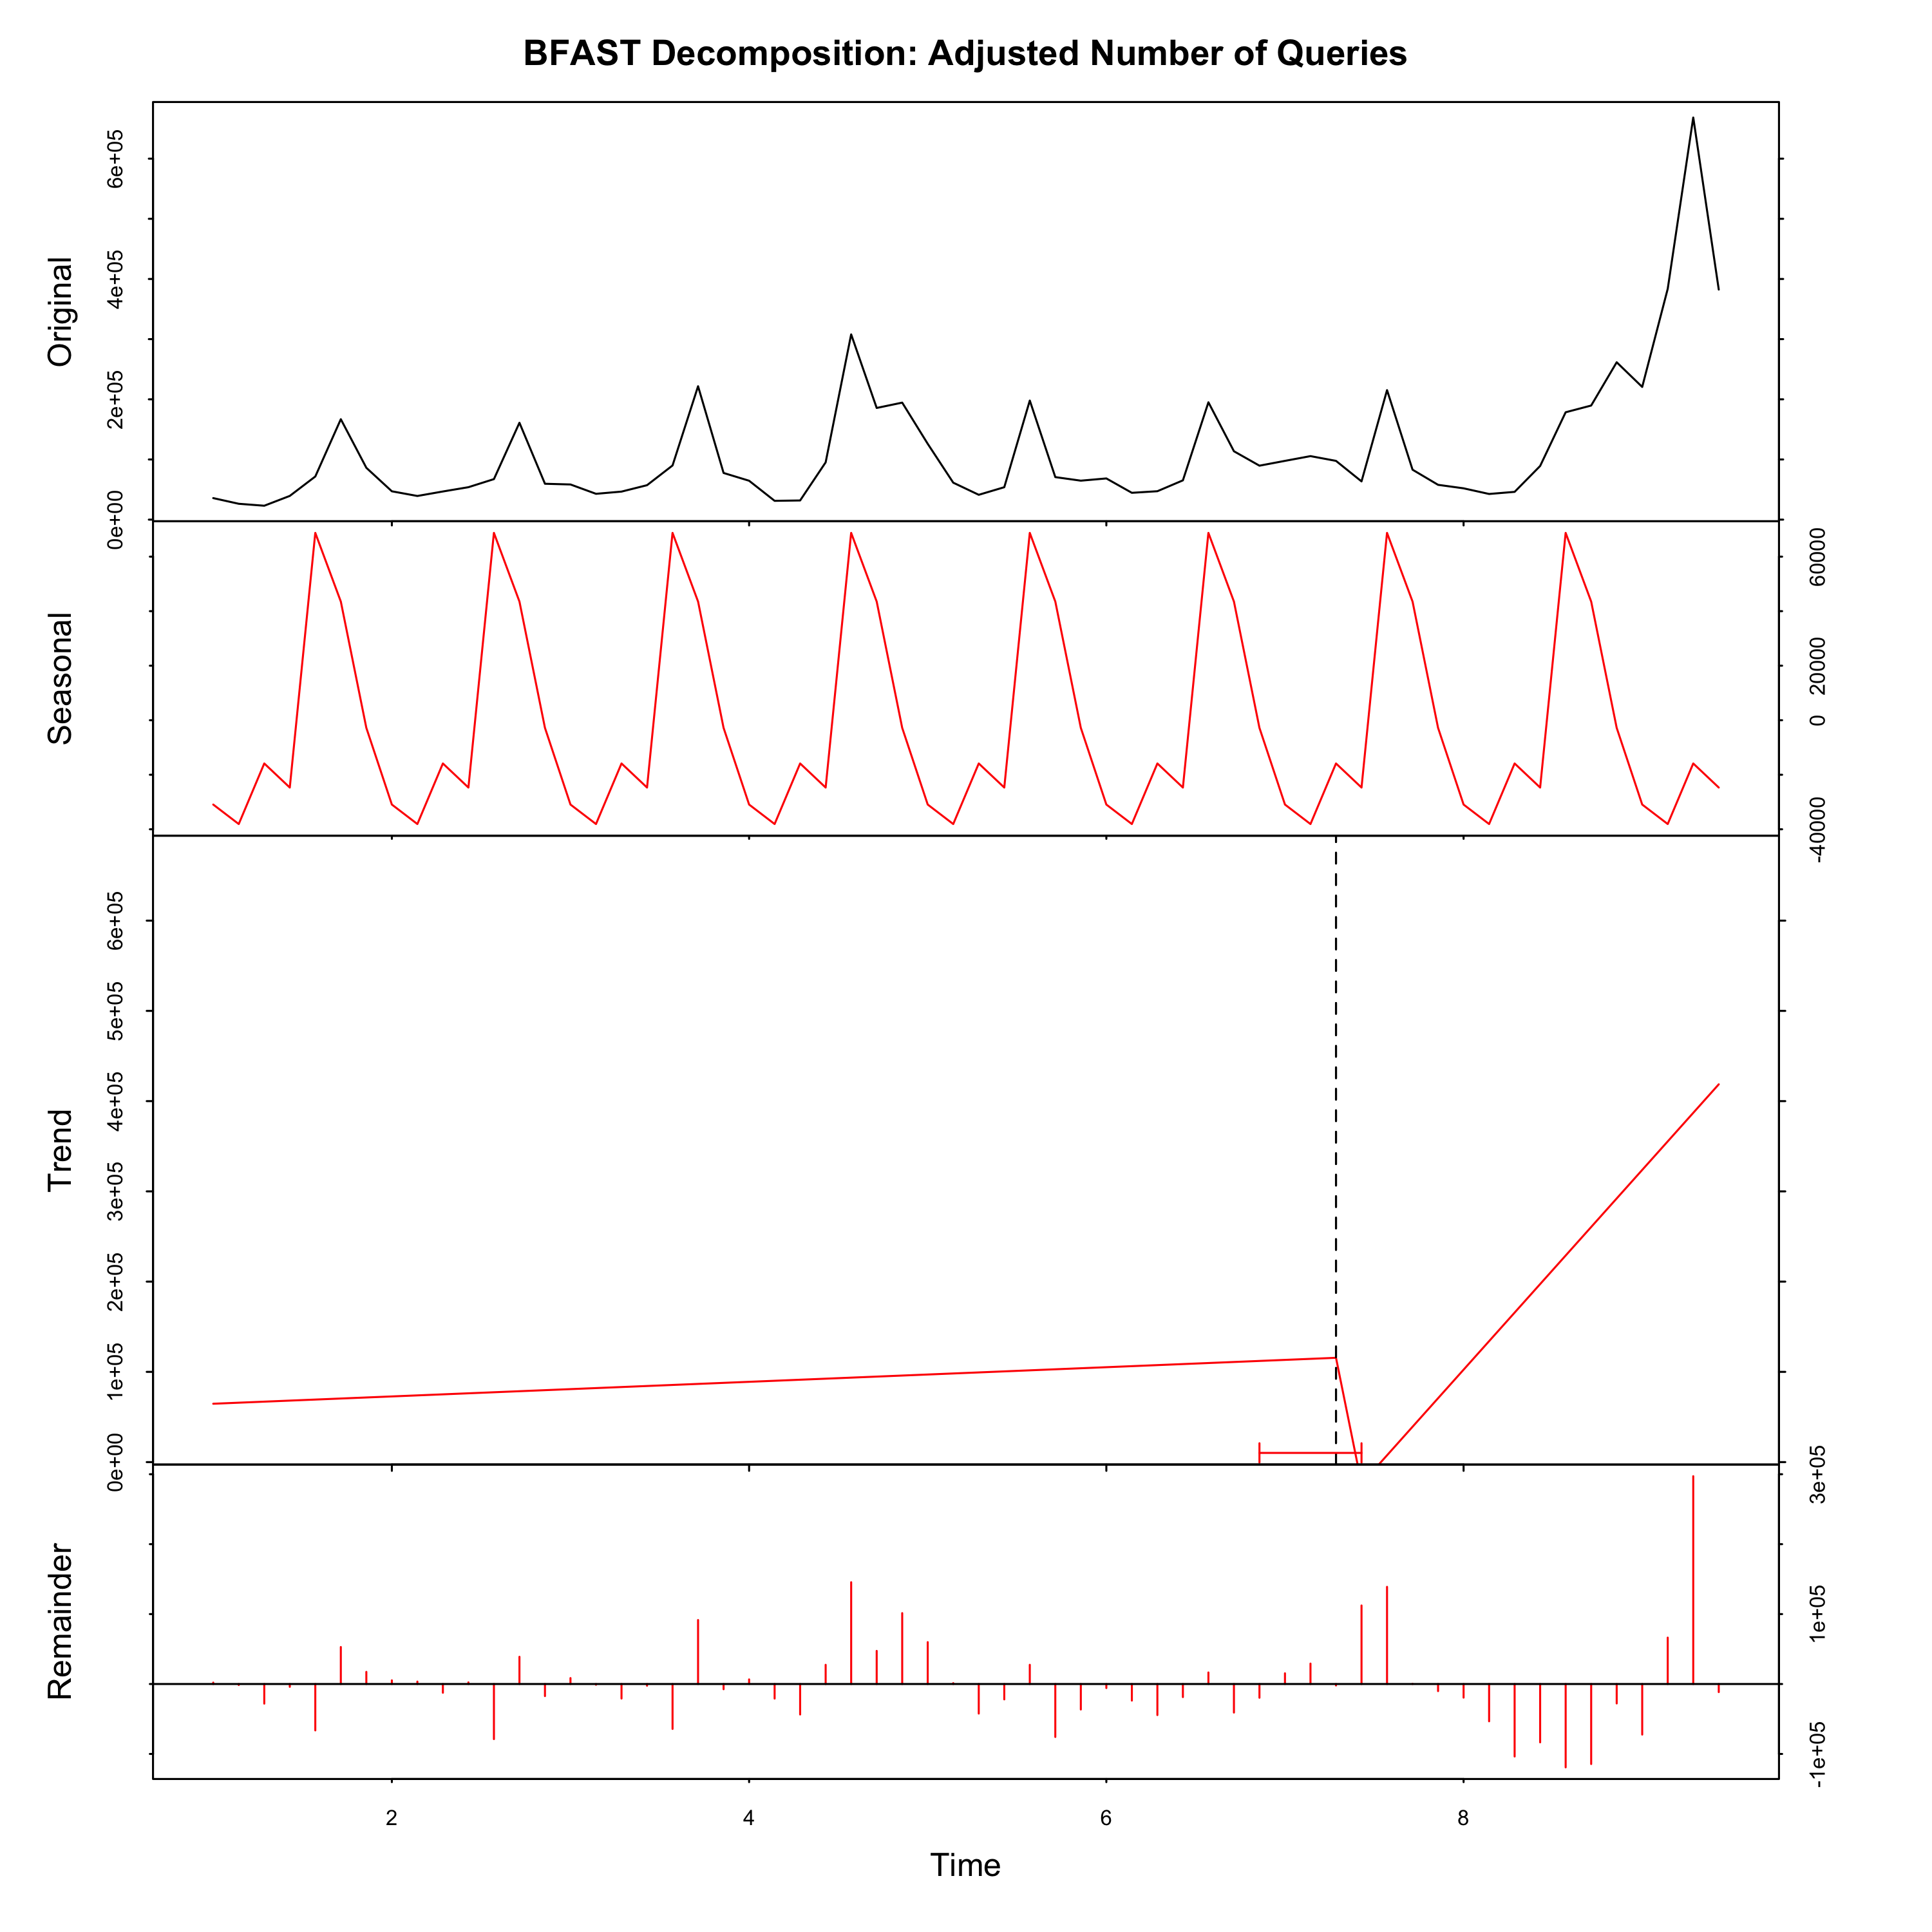 BFAST Decomposition: Adjusted Number of Queries
Original
0e+00
2e+05
4e+05
6e+05
Seasonal
-40000
0
20000
60000
Trend
0e+00
1e+05
2e+05
3e+05
4e+05
5e+05
6e+05
Remainder
-1e+05
1e+05
3e+05
2
4
6
8
Time